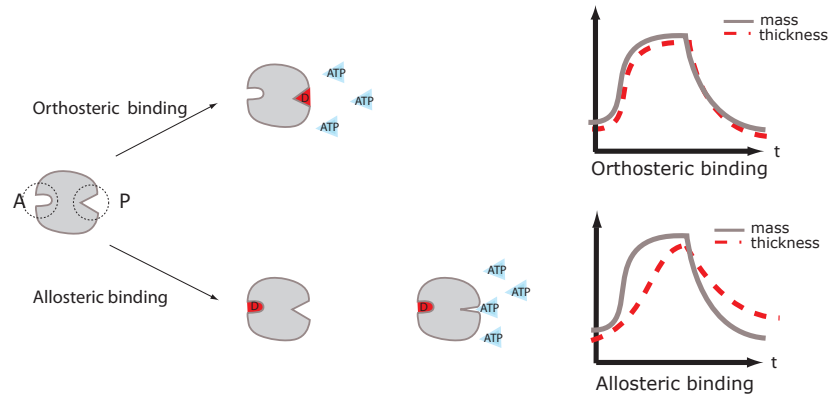 mass
thickness
ATP
Orthosteric binding
D
ATP
ATP
t
Orthosteric binding
A
P
mass
thickness
ATP
ATP
Allosteric binding
D
D
ATP
ATP
t
Allosteric binding